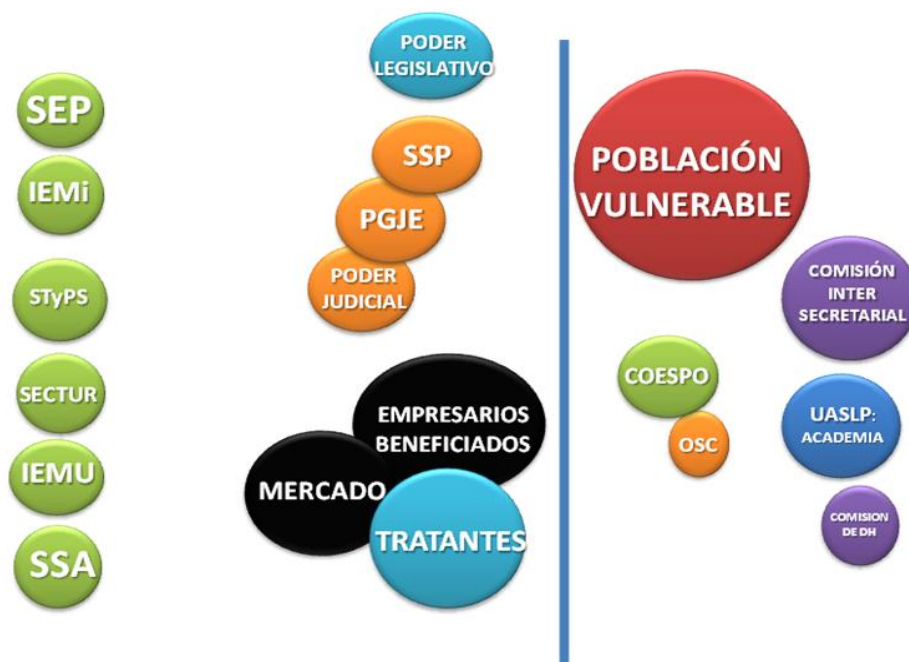 SEP
IEMi
STyPS
SECTUR
IEMU
SSA
PODER
LEGISLATIVO
SSP
PGJE
PODER
JUDICIAL
EMPRESARIOS
BENEFICIADOS
MERCADO
TRATANTES
POBLACIÓN
VULNERABLE
COMISIÓN
INTER
SECRETARIAL
COESPO
OSC
UASLP:
ACADEMIA
COMISION
DE DH